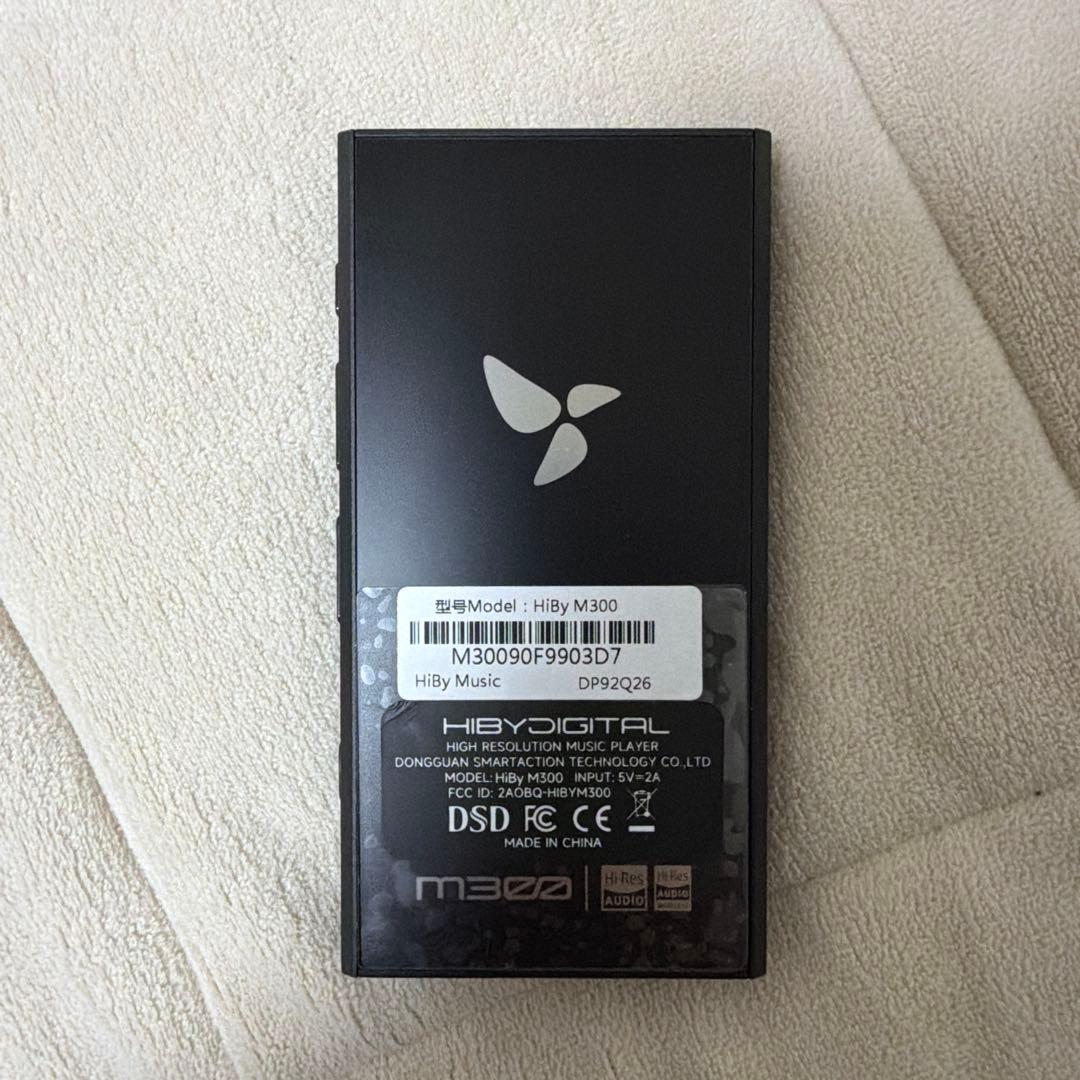 型号Model : HiBy M300
M30090F9903D7
HiBy Music DP92Q26
HIBYDIGITAL
HIGH RESOLUTION MUSIC PLAYER
DONGGUAN SMARTACTION TECHNOLOGY CO.,LTD
MODEL: HiBy M300 INPUT: 5V=2A
FCC ID: 2AOBQ-HIBYM300
DSD FC CE
MADE IN CHINA
m300 Hi-Res AUDIO Hi-Res AUDIO WIRELESS